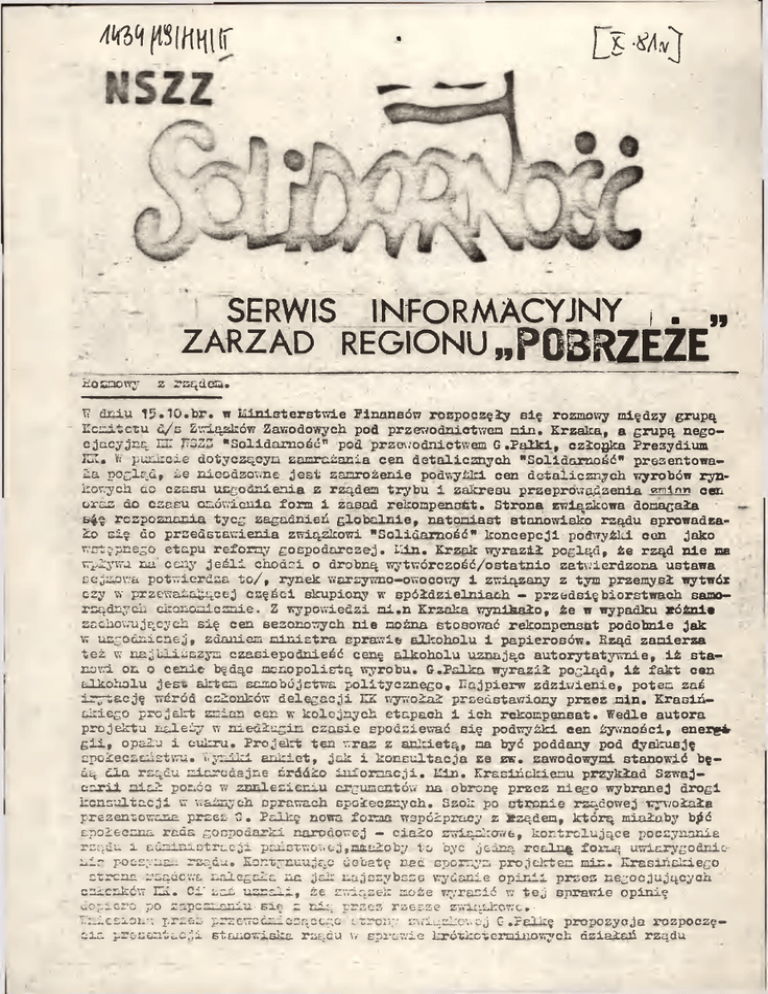 1434/19/HH/II [X-81r]
NSZZ
SOLIDARNOŚĆ
SERWIS INFORMACYJNY
ZARZĄD REGIONU „POBRZEŻE”
Rozmowy z rządem.
W dniu 15.10.br. w Ministerstwie Finansów rozpoczęły się rozmowy między grupą
Komitetu d/s Związków Zawodowych pod przewodnictwem min. Krzaka, a grupą nego-
cjacyjną KK NSZZ "Solidarność" pod przewodnictwem G.Pałki, członka Prezydium
KK. W punkcie dotyczącym zamrażania cen detalicznych "Solidarność" prezentowa-
ła pogląd, że nieodzowne jest zamrożenie podwyżki cen detalicznych wyrobów ryn-
kowych do czasu uzgodnienia z rządem trybu i zakresu przeprowądzenia zmian cen
oraz do czasu omówienia form i zasad rekompensat. Strona związkowa domagała
się rozpoznania tycg zagadnień globalnie, natomiast stanowisko rządu sprowadza-
ło się do przedstawienia związkowi "Solidarność" koncepcji podwyżki cen jako
wstępnego etapu reformy gospodarczej. Min. Krzak wyraził pogląd, że rząd nie ma
wpływu na ceny jeśli chodzi o drobną wytwórczość/ostatnio zatwierdzona ustawa
sejmowa potwierdza to/, rynek warzywno-owocowy i związany z tym przemysł wytwór
czy w przeważającej części skupiony w spółdzielniach - przedsiębiorstwach samo-
rządnych ekonomicznie. Z wypowiedzi mi.n Krzaka wynikało, że w wypadku różnie
zachowujących się cen sezonowych nie można stosować rekompensat podobnie jak
w uzgodnionej, zdaniem ministra sprawie alkoholu i papierosów. Rząd zamierza
też w najbliższym czasiepodnieść cenę alkoholu uznając autorytatywnie, iż sta-
nowi on o cenie będąc monopolistą wyrobu. G.Palka wyraził pogląd, iż fakt cen
alkoholu jest aktem samobójstwa politycznego. Najpierw zdziwienie, potem zaś
irytację wśród członków delegacji KK wywołał przedstawiony przez min. Krasiń-
skiego projekt zmian cen w kolejnych etapach i ich rekompensat. Wedle autora
projektu należy w niedługim czasie spodziewać się podwyżki cen żywności, energi
gii, opału i cukru. Projekt ten wraz z ankietą, ma być poddany pod dyskusję
społeczeństwu. Wyniki ankiet, jak i konsultacja ze zw. zawodowymi stanowić bę-
dą dla rządu miarodajne źródło informacji. Min. Krasińskiemu przykład Szwaj-
carii miał pomóc w znalezieniu argumentów na obronę przez niego wybranej drogi
konsultacji w ważnych sprawach społecznych. Szok po stronie rządowej wywołała
prezentowana przez G. Palkę nowa forma współpracy z rządem, którą miałaby być
społeczna rada gospodarki narodowej - ciało związkowe, kontrolujące poczynania
rządu i administracji państwowej,małoby to być jedną realną formą uwiarygodnie
nia poczynań rządu. Kontynuując debatę nad spornym projektem min. Krasińskiego
strona rządowa nalegała na jak najszybsze wydanie opinii przez negocjujących
członków KK. Ci zaś uznali, że związek może wyrazić w tej sprawie opinię
dopiero po zapoznaniu się z nią przez rzesze związkowe.
Wniesiona przez przewodniczącego strony związkowej G.Pałkę propozycja rozpoczę-
cia prezentacji stanowiska rządu w sprawie krótkoterminowych działań rządu